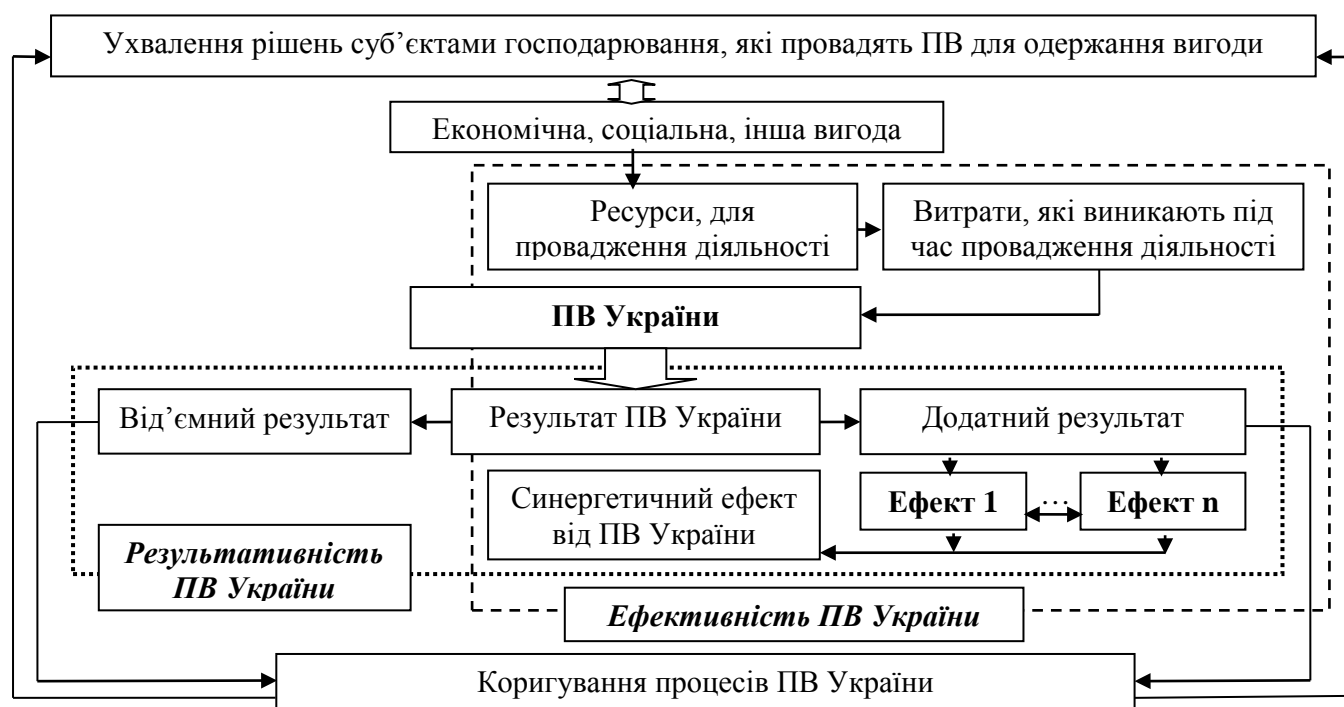 Ухвалення рішень суб’єктами господарювання, які провадять ПВ для одержання вигоди
Економічна, соціальна, інша вигода
Ресурси, для
провадження діяльності
Витрати, які виникають під
час провадження діяльності
ПВ України
Від’ємний результат
Результат ПВ України
Додатний результат
Синергетичний ефект
від ПВ України
Ефект 1
…
Ефект n
Результативність
ПВ України
Ефективність ПВ України
Коригування процесів ПВ України